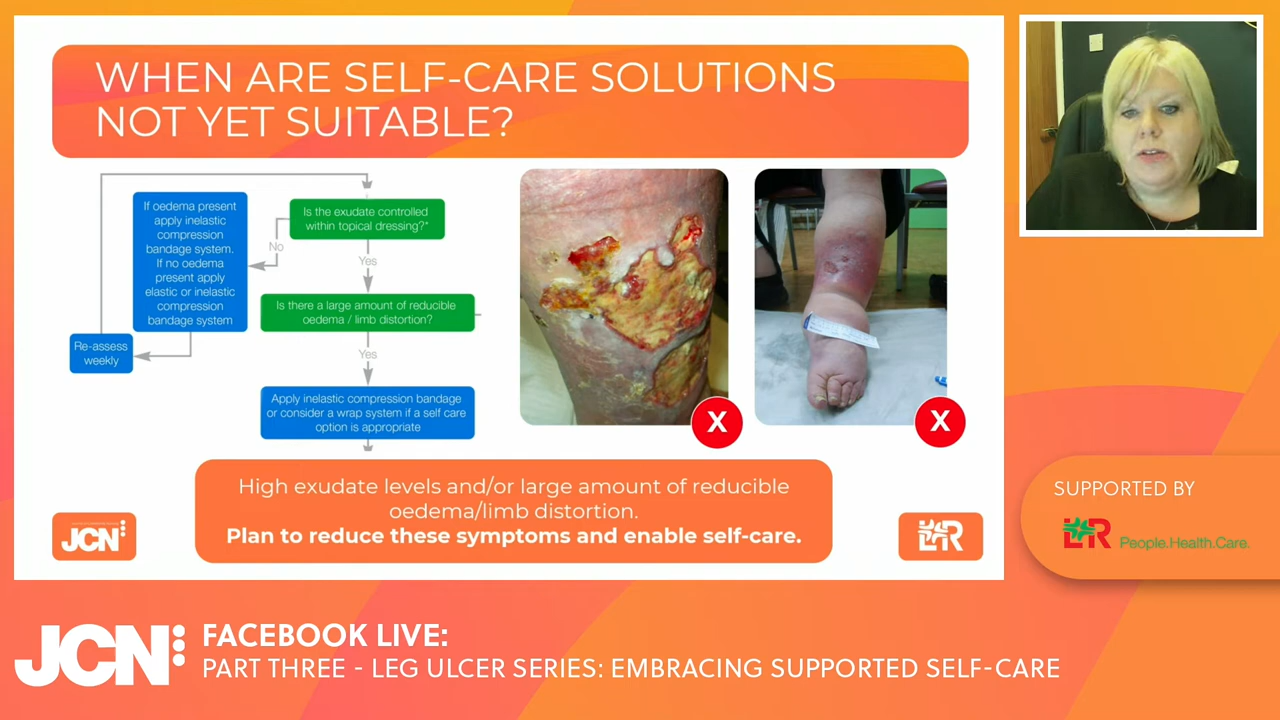 WHEN ARE SELF-CARE SOLUTIONS
NOT YET SUITABLE?
If oedema present
apply inelastic
compression
bandage system.
If no oedema
present apply
elastic or inelastic
compression
bandage system
Is the exudate controlled
within topical dressing?*
No
Yes
Is there a large amount of reducible
oedema / limb distortion?
Re-assess
weekly
Yes
Apply inelastic compression bandage
or consider a wrap system if a self care
option is appropriate
X
X
High exudate levels and/or large amount of reducible
oedema/limb distortion.
Plan to reduce these symptoms and enable self-care.
JCN
L&R
SUPPORTED BY
L&R
People.Health.Care.
JCN
FACEBOOK LIVE:
PART THREE - LEG ULCER SERIES: EMBRACING SUPPORTED SELF-CARE